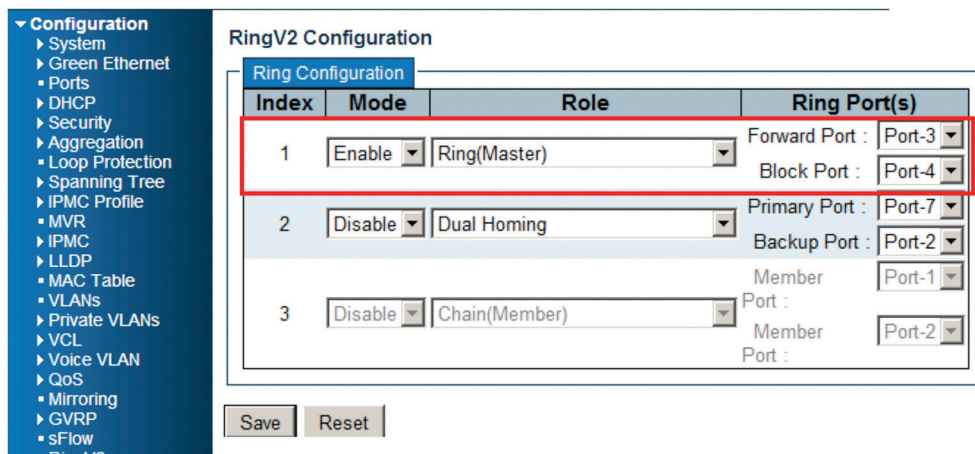 Configuration
System
Green Ethernet
Ports
DHCP
Security
Aggregation
Loop Protection
Spanning Tree
IPMC Profile
MVR
IPMC
LLDP
MAC Table
VLANs
Private VLANs
VCL
Voice VLAN
QoS
Mirroring
GVRP
sFlow
RingV2 Configuration
Ring Configuration
Index Mode Role Ring Port(s)
1 Enable Ring(Master) Forward Port : Port-3
Block Port : Port-4
2 Disable Dual Homing Primary Port : Port-7
Backup Port : Port-2
3 Disable Chain(Member) Member Port : Port-1
Member Port : Port-2
Save Reset